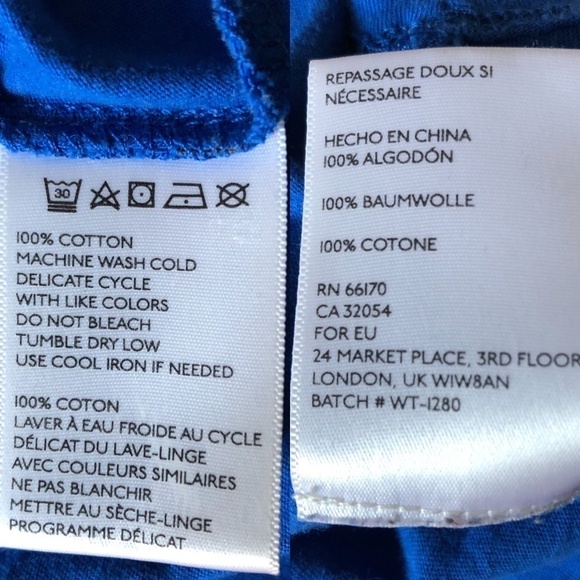 30
100% COTTON
MACHINE WASH COLD
DELICATE CYCLE
WITH LIKE COLORS
DO NOT BLEACH
TUMBLE DRY LOW
USE COOL IRON IF NEEDED
100% COTON
LAVER À EAU FROIDE AU CYCLE
DÉLICAT DU LAVE-LINGE
AVEC COULEURS SIMILAIRES
NE PAS BLANCHIR
METTRE AU SÈCHE-LINGE
PROGRAMME DÉLICAT
REPASSAGE DOUX SI
NÉCESSAIRE
HECHO EN CHINA
100% ALGODÓN
100% BAUMWOLLE
100% COTONE
RN 66170
CA 32054
FOR EU
24 MARKET PLACE, 3RD FLOOR
LONDON, UK W1W8AN
BATCH # WT-1280